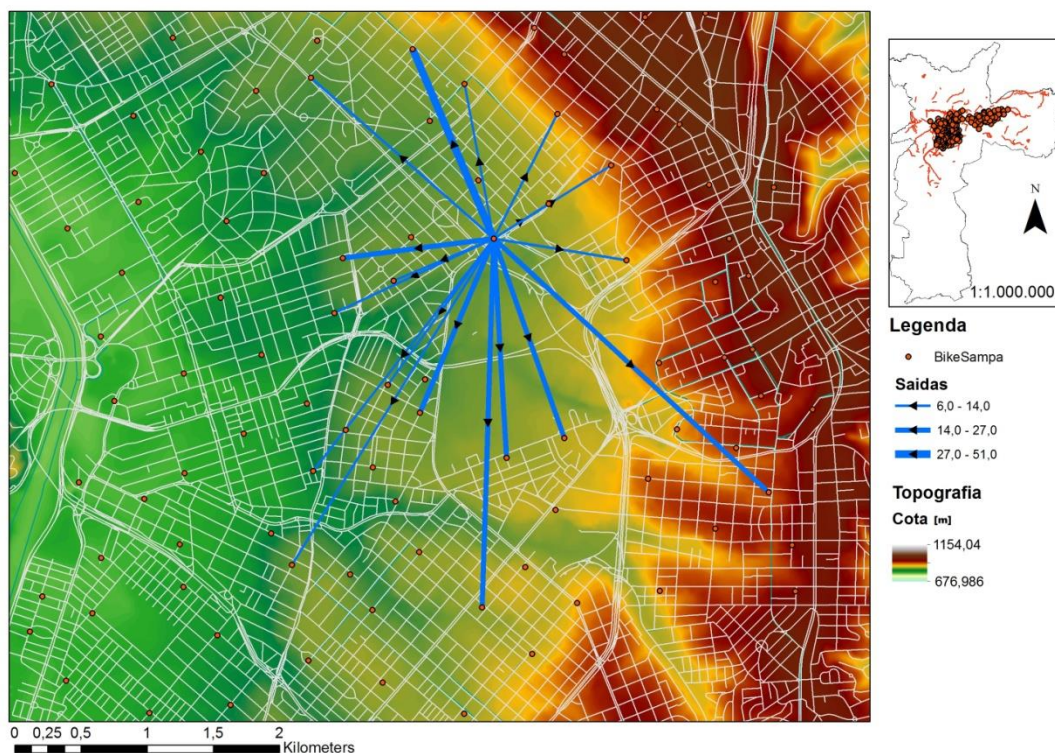 N
1:1.000.000
Legenda
BikeSampa
Saidas
6,0 - 14,0
14,0 - 27,0
27,0 - 51,0
Topografia
Cota [m]
1154,04
676,986
0 0,25 0,5 1 1,5 2
Kilometers